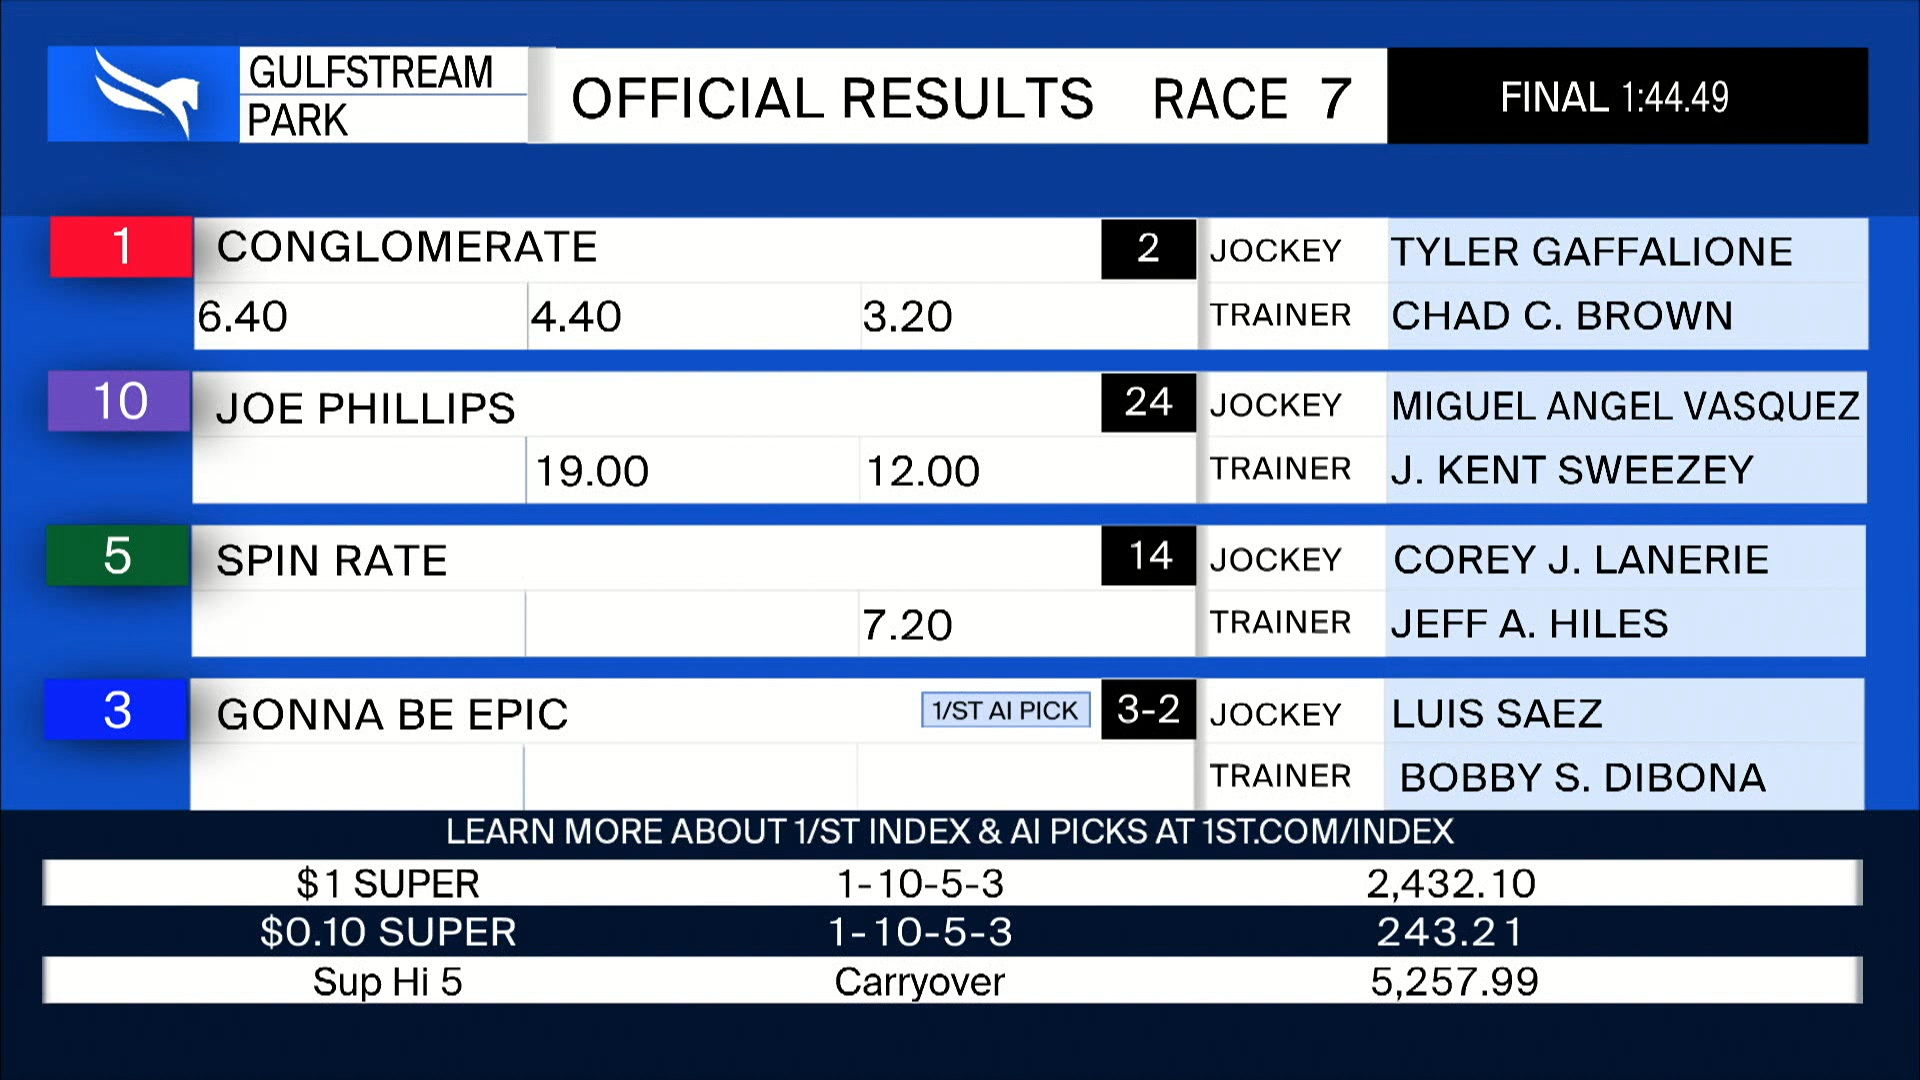 GULFSTREAM
PARK
OFFICIAL RESULTS RACE 7
FINAL 1:44.49
1 CONGLOMERATE 2 JOCKEY TYLER GAFFALIONE
6.40 4.40 3.20 TRAINER CHAD C. BROWN
10 JOE PHILLIPS 24 JOCKEY MIGUEL ANGEL VASQUEZ
19.00 12.00 TRAINER J. KENT SWEEZEY
5 SPIN RATE 14 JOCKEY COREY J. LANERIE
7.20 TRAINER JEFF A. HILES
3 GONNA BE EPIC 1/ST AI PICK 3-2 JOCKEY LUIS SAEZ
TRAINER BOBBY S. DIBONA
LEARN MORE ABOUT 1/ST INDEX & AI PICKS AT 1ST.COM/INDEX
$1 SUPER 1-10-5-3 2,432.10
$0.10 SUPER 1-10-5-3 243.21
Sup Hi 5 Carryover 5,257.99